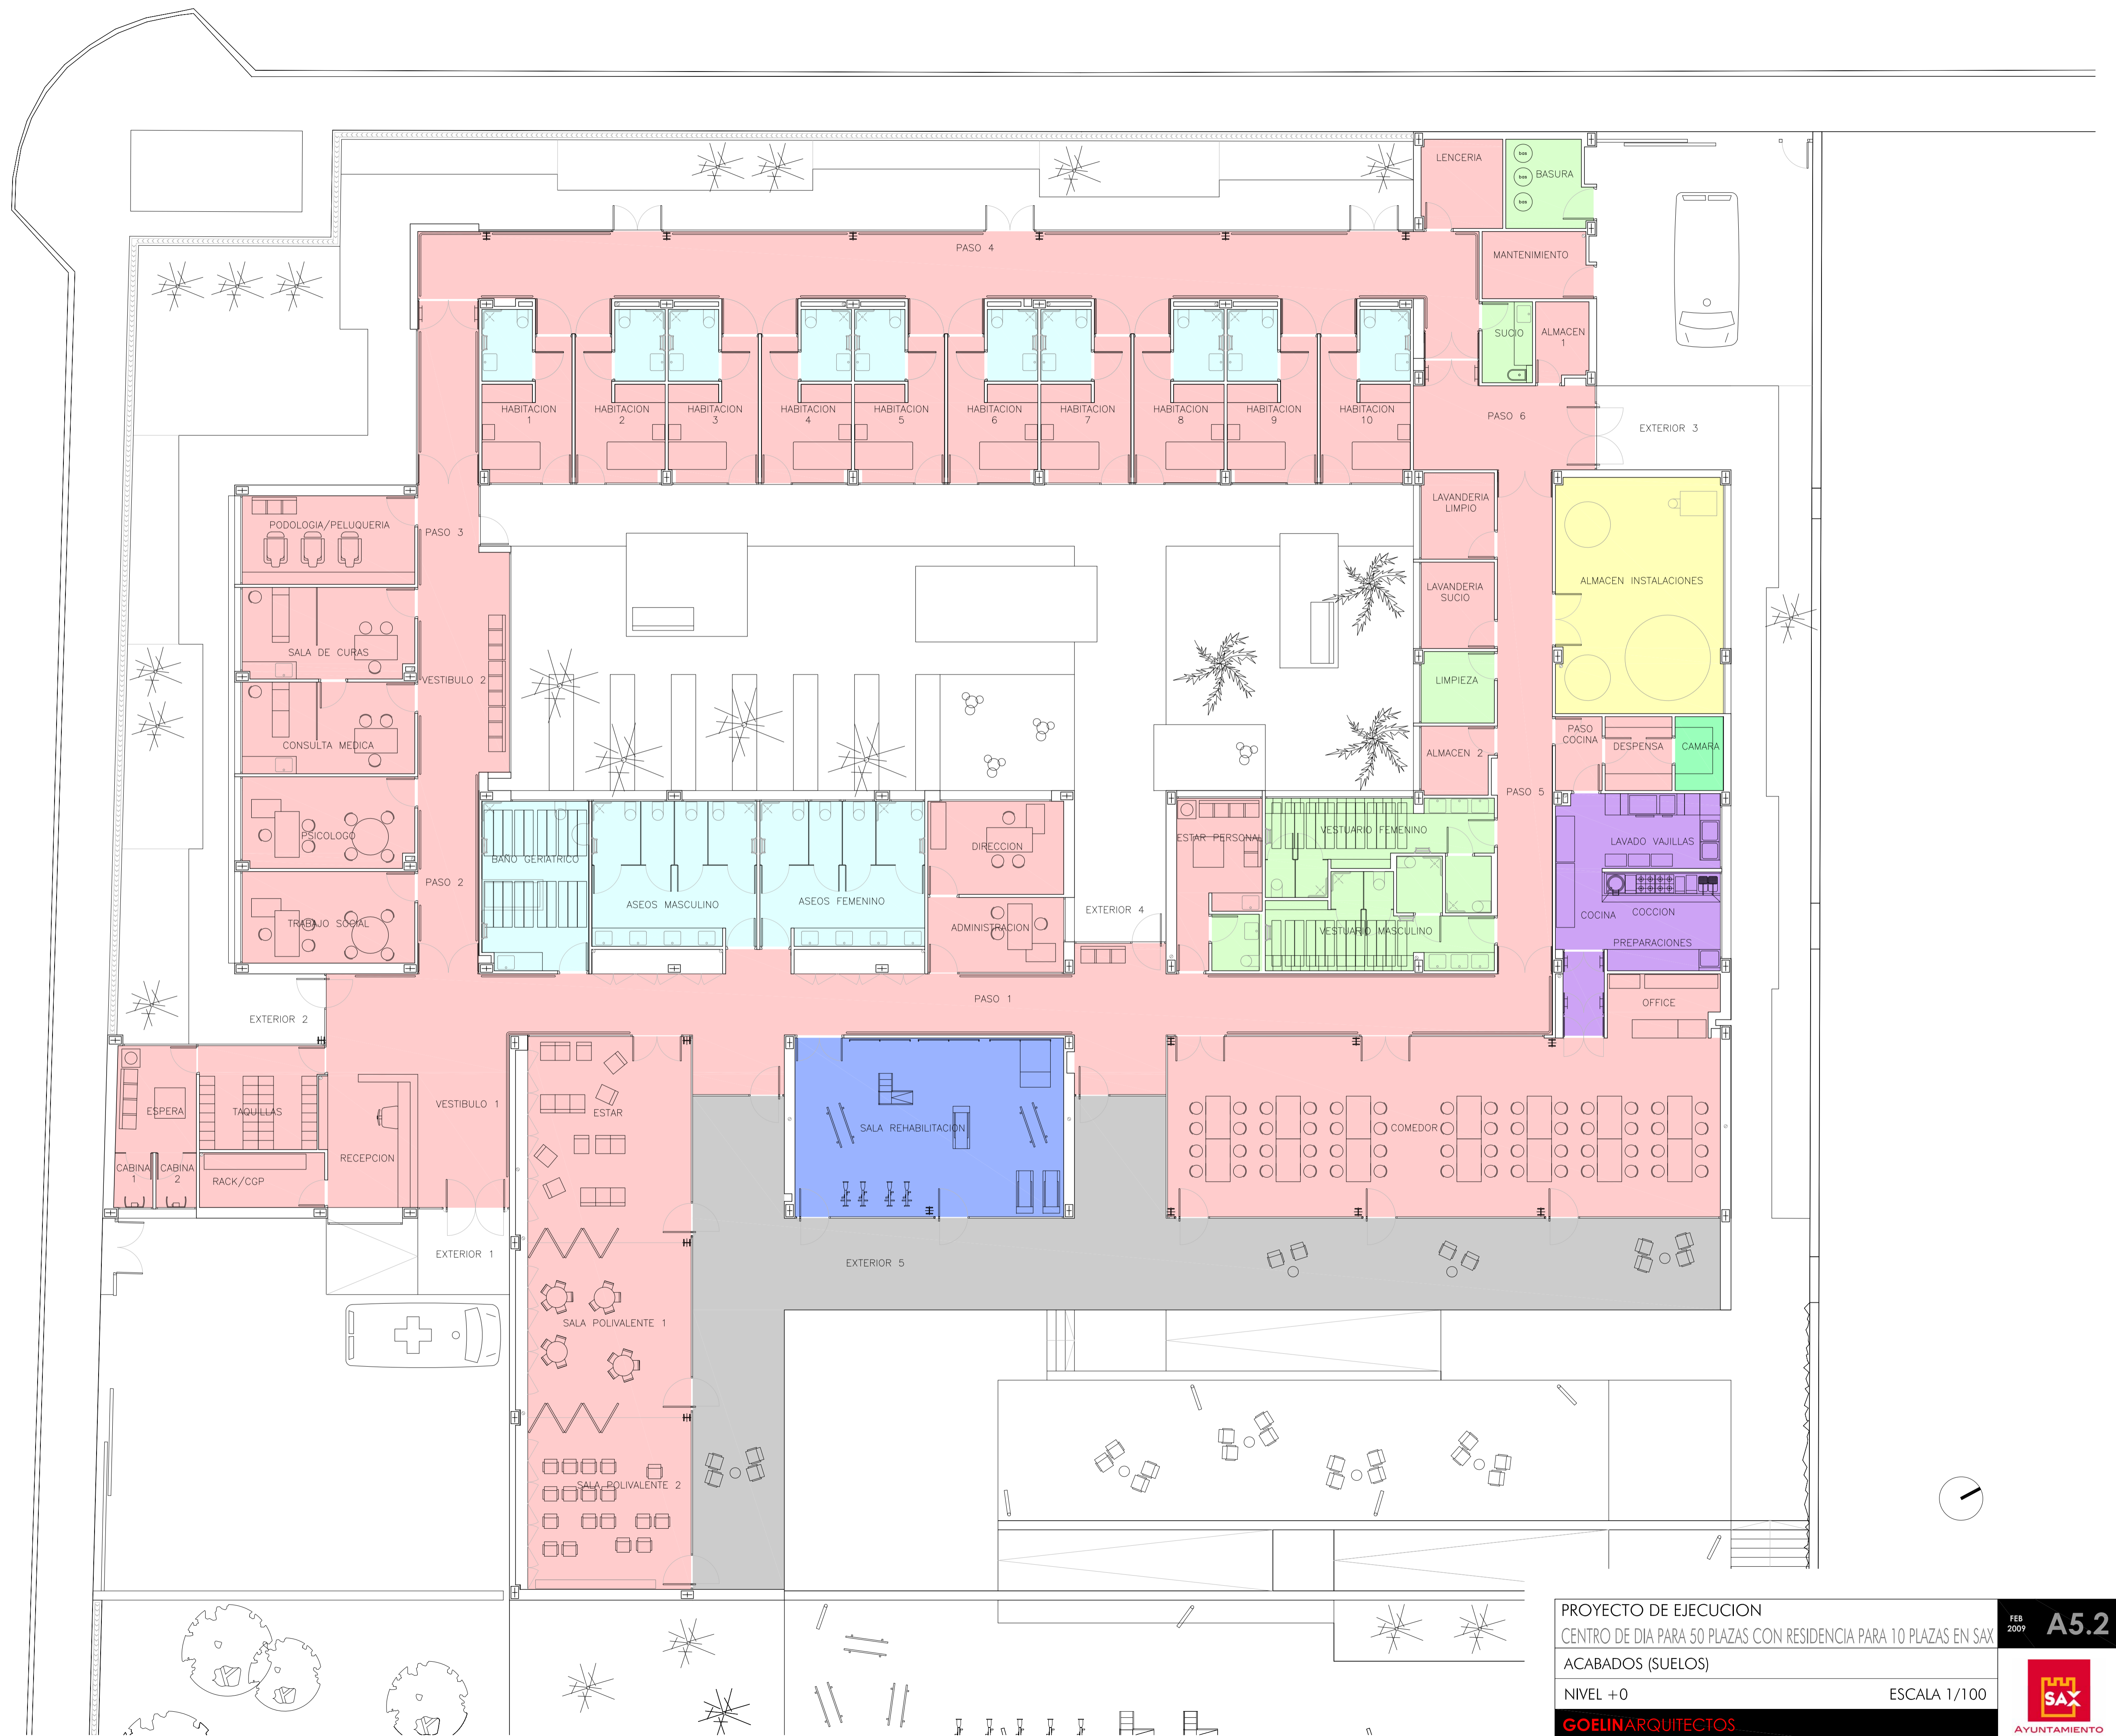 LENCERIA
box
BASURA
box
box
PASO 4
MANTENIMIENTO
SUCIO
ALMACEN
1
HABITACION
1
HABITACION
2
HABITACION
3
HABITACION
4
HABITACION
5
HABITACION
6
HABITACION
7
HABITACION
8
HABITACION
9
HABITACION
10
PASO 6
EXTERIOR 3
PODOLOGIA/PELUQUERIA
PASO 3
LAVANDERIA
LIMPIO
ALMACEN INSTALACIONES
LAVANDERIA
SUCIO
SALA DE CURAS
VESTIBULO 2
LIMPIEZA
CONSULTA MEDICA
ALMACEN 2
PASO
COCINA
DESPENSA
CAMARA
PASO 5
PSICOLOGO
BAÑO GERIATRICO
DIRECCION
ESTAR PERSONAL
VESTUARIO FEMENINO
LAVADO VAJILLAS
PASO 2
ASEOS MASCULINO
ASEOS FEMENINO
EXTERIOR 4
COCINA
COCCION
TRABAJO SOCIAL
ADMINISTRACION
VESTUARIO MASCULINO
PREPARACIONES
EXTERIOR 2
PASO 1
OFFICE
ESPERA
TAQUILLAS
VESTIBULO 1
ESTAR
SALA REHABILITACION
COMEDOR
CABINA
1
CABINA
2
RACK/CGP
RECEPCION
EXTERIOR 1
EXTERIOR 5
SALA POLIVALENTE 1
SALA POLIVALENTE 2
PROYECTO DE EJECUCION
CENTRO DE DIA PARA 50 PLAZAS CON RESIDENCIA PARA 10 PLAZAS EN SAX
FEB
2009
A5.2
ACABADOS (SUELOS)
NIVEL +0
ESCALA 1/100
GOELINARQUITECTOS
SAX
AYUNTAMIENTO